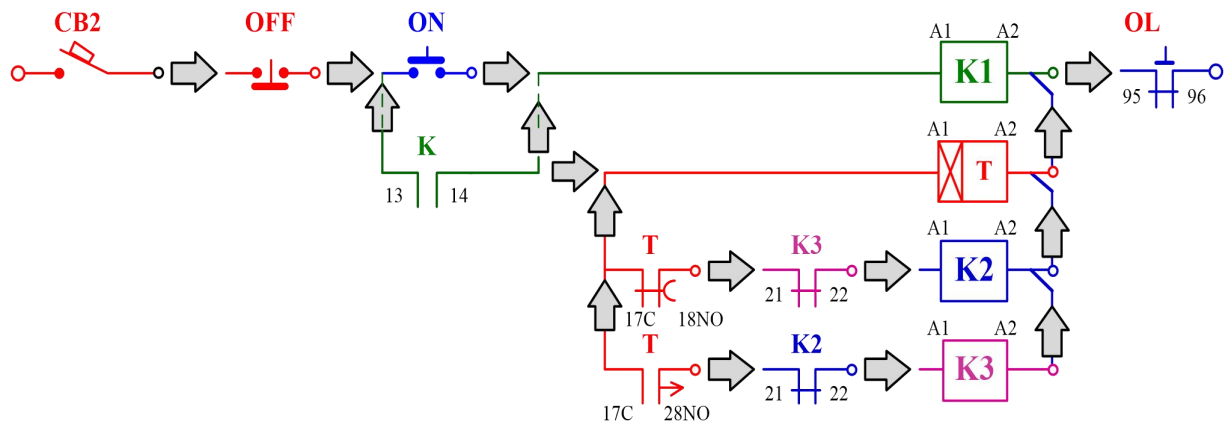 CB2 OFF ON A1 A2 OL
K1
95 96
K
13 14
A1 A2
T
T K3 A1 A2
K2
17C 18NO 21 22
T K2 A1 A2
K3
17C 28NO 21 22